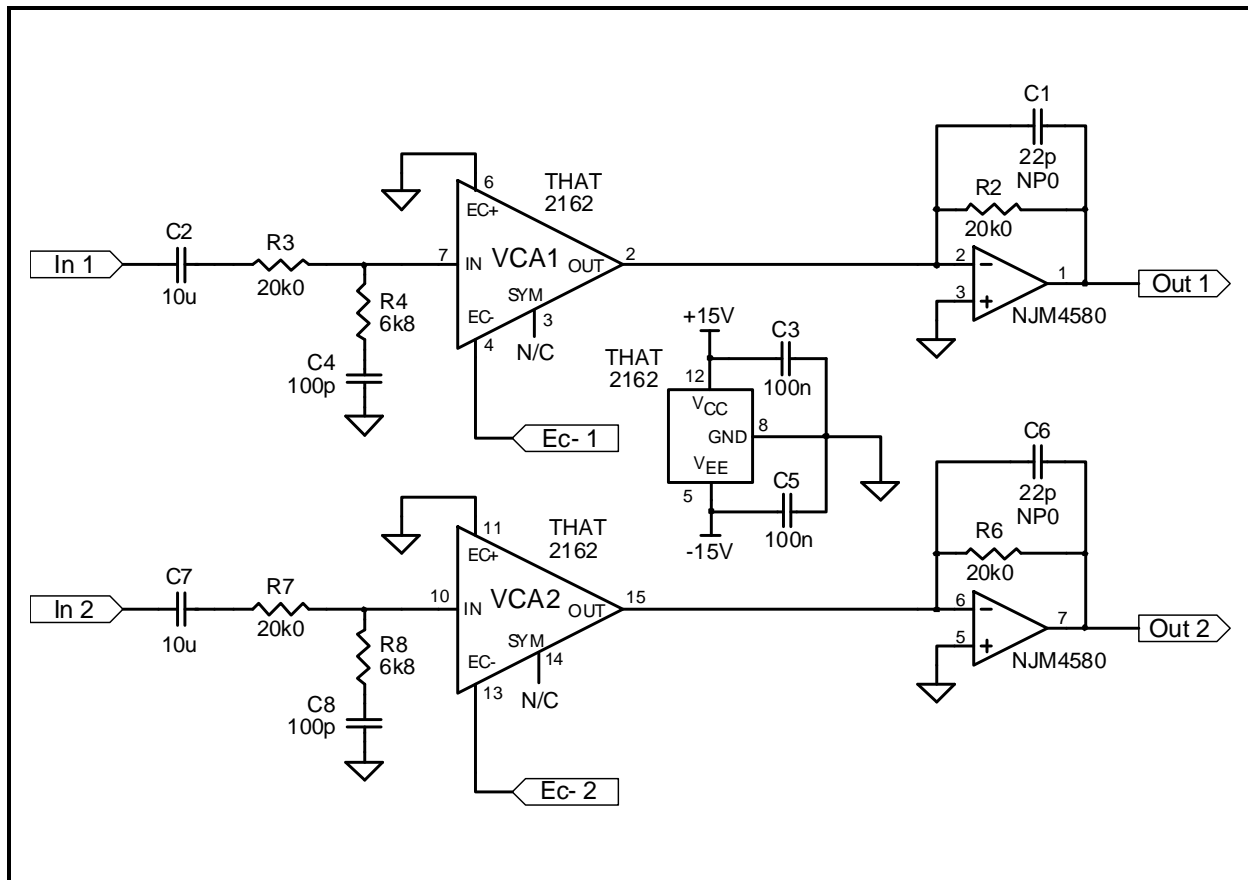 C1
22p
NP0
R2
20k0
THAT
2162
6
EC+
C2
R3
In 1
10u
20k0
7
IN
VCA1
OUT
2
SYM
3
EC-
4
N/C
R4
6k8
C4
100p
Ec- 1
2
-
3
+
1
Out 1
NJM4580
+15V
C3
100n
THAT
2162
12
VCC
GND
8
VEE
5
C5
100n
-15V
C6
22p
NP0
R6
20k0
THAT
2162
11
EC+
C7
R7
In 2
10u
20k0
10
IN
VCA2
OUT
15
SYM
14
EC-
13
N/C
R8
6k8
C8
100p
Ec- 2
6
-
5
+
7
Out 2
NJM4580